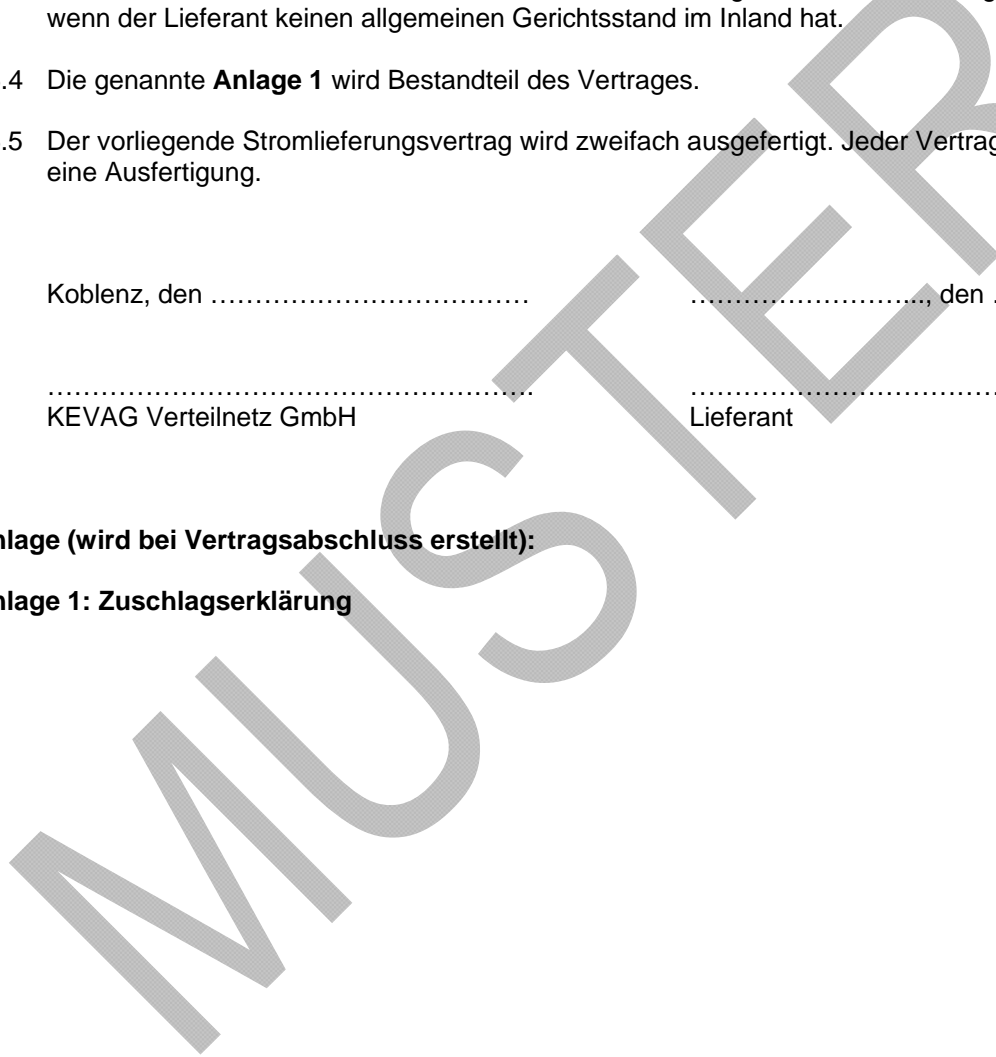 wenn der Lieferant keinen allgemeinen Gerichtsstand im Inland hat.
.4 Die genannte Anlage 1 wird Bestandteil des Vertrages.
.5 Der vorliegende Stromlieferungsvertrag wird zweifach ausgefertigt. Jeder Vertrag
eine Ausfertigung.
Koblenz, den ………………………………. ……………………..., den .
………………………………………………. ………………………………
KEVAG Verteilnetz GmbH Lieferant
nlage (wird bei Vertragsabschluss erstellt):
nlage 1: Zuschlagserklärung
MUSTER